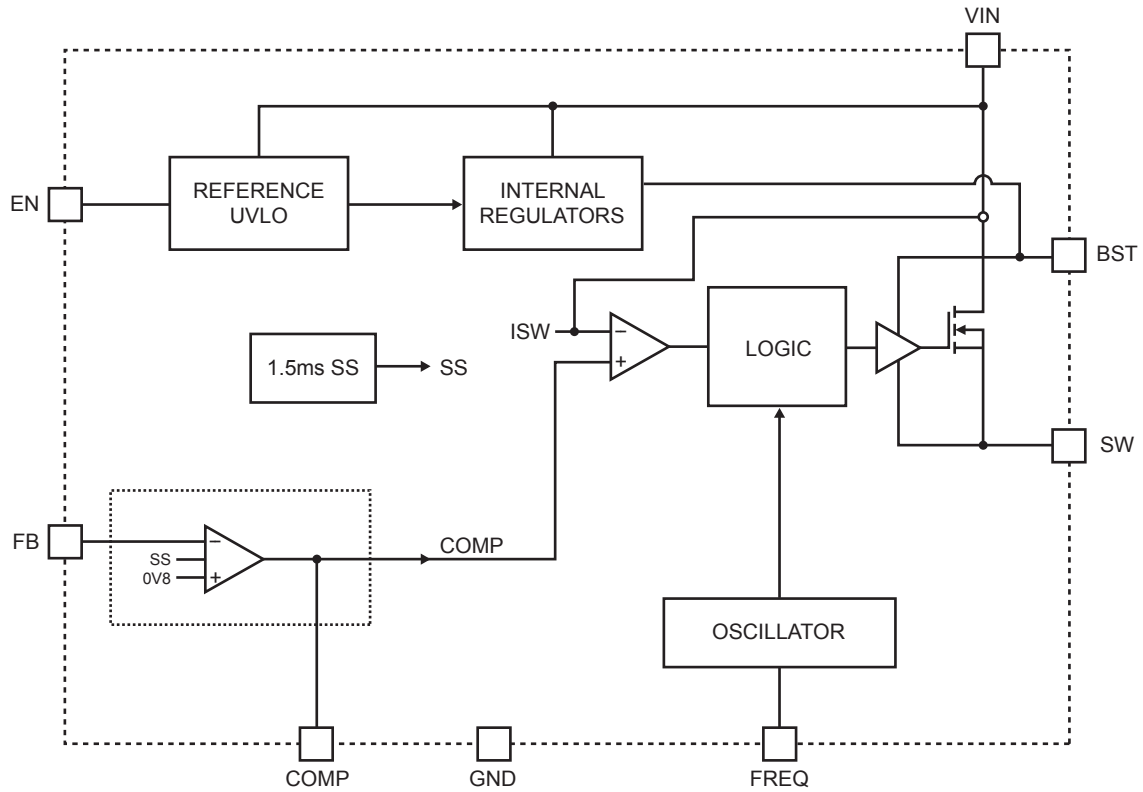 VIN
EN
REFERENCE
UVLO
INTERNAL
REGULATORS
BST
ISW
−
+
LOGIC
1.5ms SS
SS
SW
FB
−
SS
0V8
+
COMP
OSCILLATOR
COMP
GND
FREQ